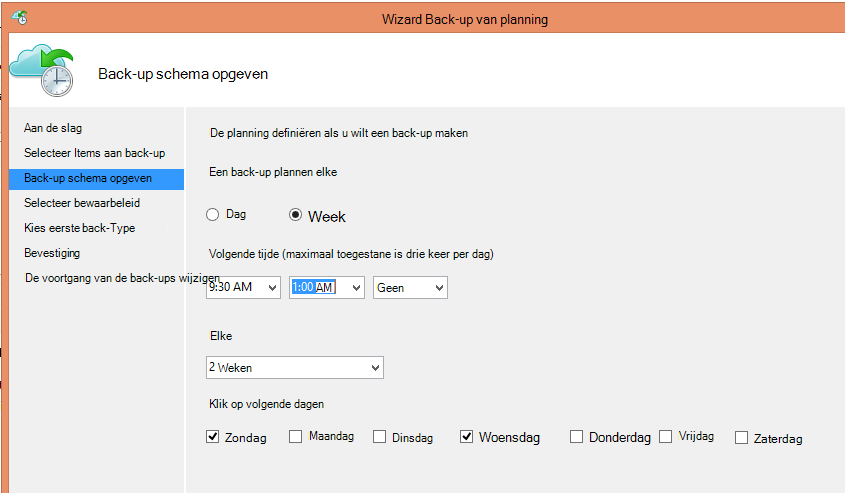 Wizard Back-up van planning
Back-up schema opgeven
Aan de slag
Selecteer Items aan back-up
Back-up schema opgeven
Selecteer bewaarbeleid
Kies eerste back-Type
Bevestiging
De voortgang van de back-ups wijzigen
De planning definiëren als u wilt een back-up maken
Een back-up plannen elke
Dag Week
Volgende tijde (maximaal toegestane is drie keer per dag)
9:30 AM 1:00 AM Geen
Elke
2 Weken
Klik op volgende dagen
Zondag Maandag Dinsdag Woensdag Donderdag Vrijdag Zaterdag